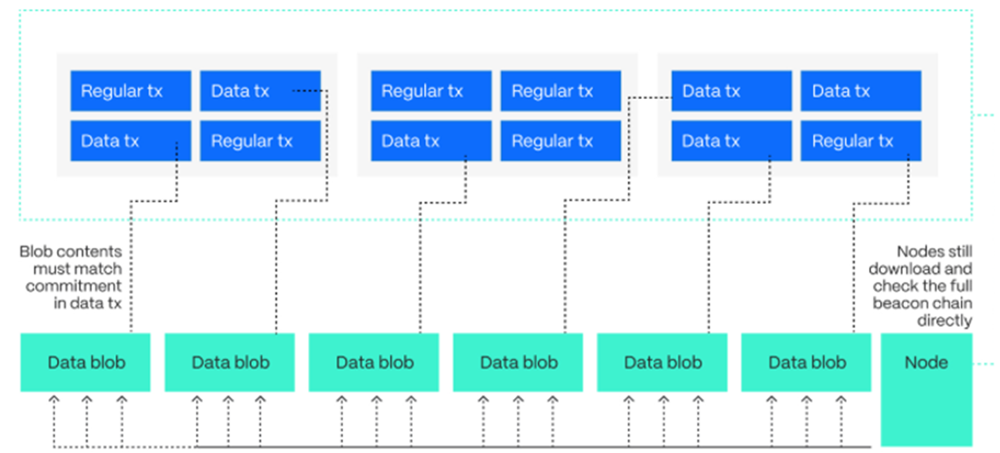 Regular tx
Data tx
Regular tx
Regular tx
Data tx
Data tx
Data tx
Regular tx
Data tx
Regular tx
Data tx
Regular tx
Blob contents
must match
commitment
in data tx
Nodes still
download and
check the full
beacon chain
directly
Data blob
Data blob
Data blob
Data blob
Data blob
Data blob
Node